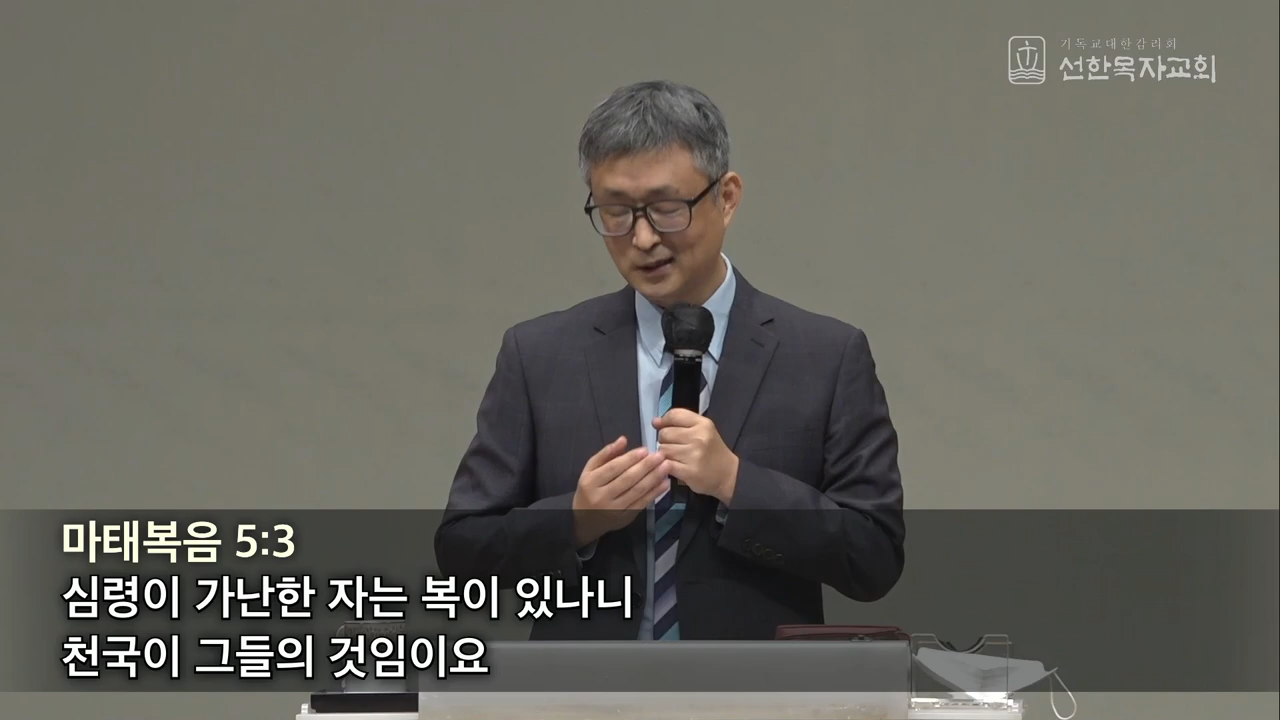 기독교대한감리회
선한목자교회
마태복음 5:3
심령이 가난한 자는 복이 있나니
천국이 그들의 것임이요